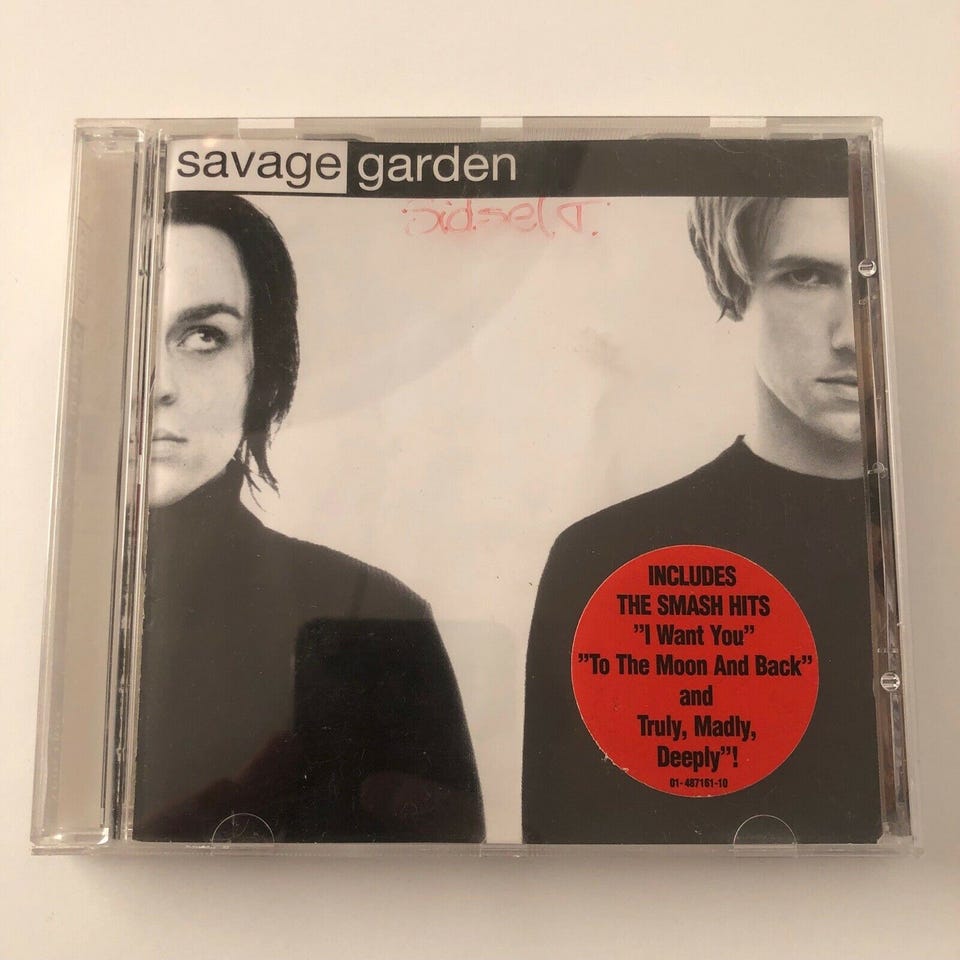 savage garden
Sidsel
INCLUDES
THE SMASH HITS
”I Want You”
”To The Moon And Back”
and
Truly, Madly,
Deeply”!
01-487161-10